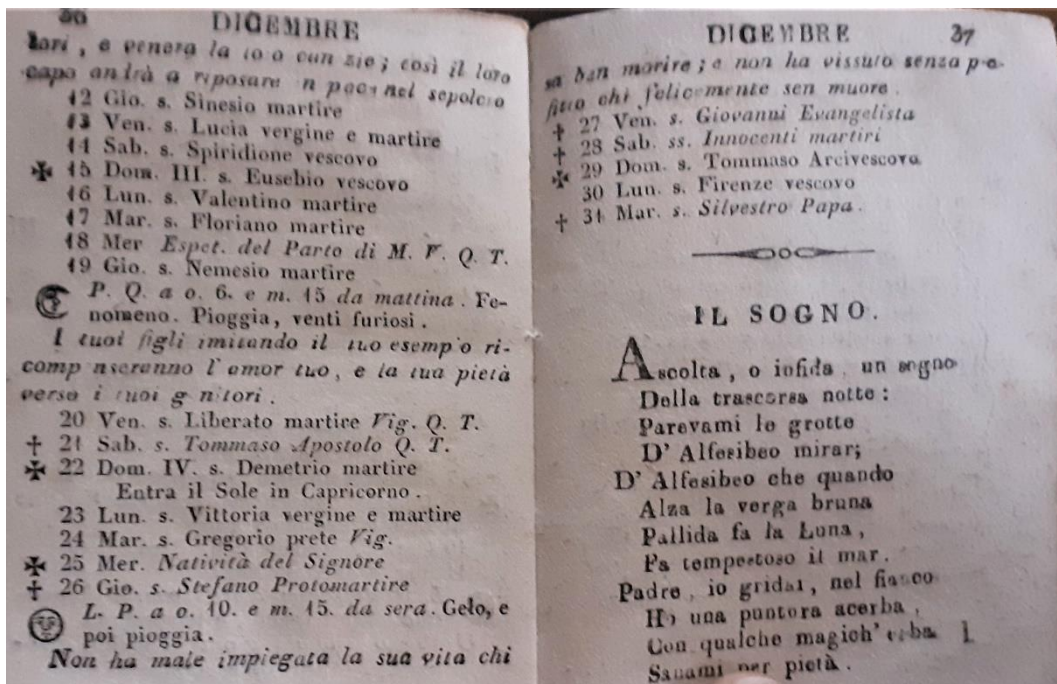 36
DICEMBRE
tori, e venera la loro
così il loro
capo andrà a riposare in pace nel sepolcro
12 Gio. s. Sinesio martire
13 Ven. s. Lucia vergine e martire
14 Sab. s. Spiridione vescovo
✠ 15 Dom. III. s. Eusebio vescovo
16 Lun. s. Valentino martire
17 Mar. s. Floriano martire
18 Mer Espet. del Parto di M. V. Q. T.
19 Gio. s. Nemesio martire
P. Q. a o. 6. e m. 15 da mattina. Fe-
nomeno. Pioggia, venti furiosi.
I tuoi figli imitando il tuo esempio ri-
compenseranno l'amor tuo, e la tua pietà
verso i tuoi genitori.
20 Ven. s. Liberato martire Vig. Q. T.
† 21 Sab. s. Tommaso Apostolo Q. T.
✠ 22 Dom. IV. s. Demetrio martire
Entra il Sole in Capricorno.
23 Lun. s. Vittoria vergine e martire
24 Mar. s. Gregorio prete Vig.
✠ 25 Mer. Natività del Signore
† 26 Gio. s. Stefano Protomartire
L. P. a o. 10. e m. 15. da sera. Gelo, e
poi pioggia.
Non ha male impiegata la sua vita chi
DICEMBRE
37
sa ben morire; e non ha vissuto senza pro-
fitto chi felicemente sen muore.
† 27 Ven. s. Giovanni Evangelista
† 28 Sab. ss. Innocenti martiri
✠ 29 Dom. s. Tommaso Arcivescovo
30 Lun. s. Firenze vescovo
† 31 Mar. s. Silvestro Papa.
IL SOGNO.
Ascolta, o infida, un sogno
Della trascorsa notte:
Parevami le grotte
D' Alfesibeo mirar;
D' Alfesibeo che quando
Alza la verga bruna
Pallida fa la Luna,
Fa tempestoso il mar.
Padre, io gridai, nel fianco
Ho una puntora acerba,
Con qualche magich' erba
Sanami per pietà.